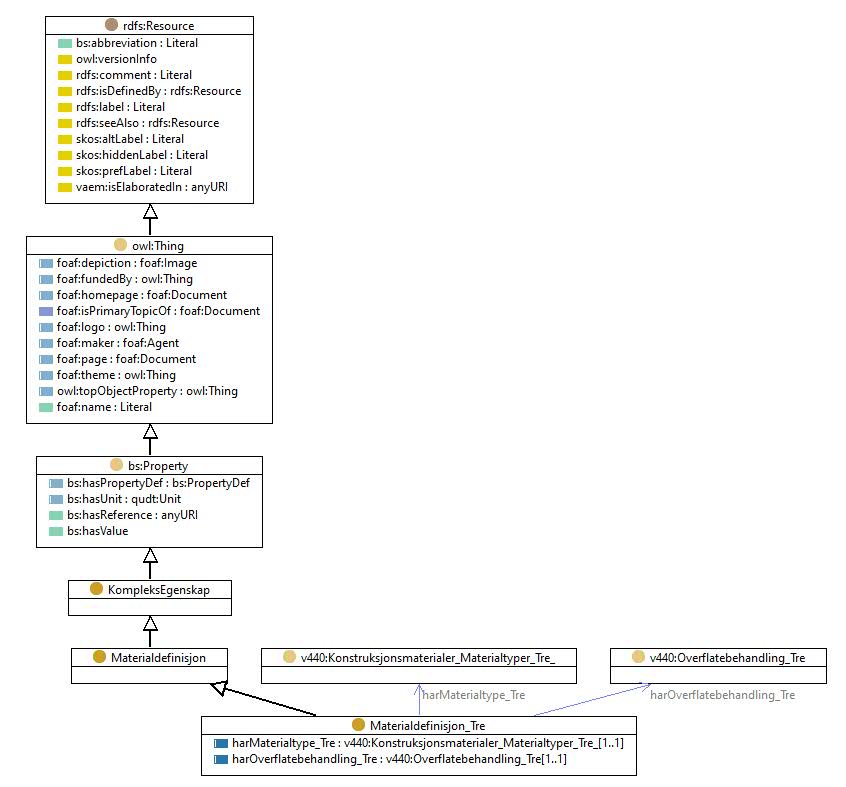 rdfs:Resource
bs:abbreviation : Literal
owl:versionInfo
rdfs:comment : Literal
rdfs:isDefinedBy : rdfs:Resource
rdfs:label : Literal
rdfs:seeAlso : rdfs:Resource
skos:altLabel : Literal
skos:hiddenLabel : Literal
skos:prefLabel : Literal
vaem:isElaboratedIn : anyURI
owl:Thing
foaf:depiction : foaf:Image
foaf:fundedBy : owl:Thing
foaf:homepage : foaf:Document
foaf:isPrimaryTopicOf : foaf:Document
foaf:logo : owl:Thing
foaf:maker : foaf:Agent
foaf:page : foaf:Document
foaf:theme : owl:Thing
owl:topObjectProperty : owl:Thing
foaf:name : Literal
bs:Property
bs:hasPropertyDef : bs:PropertyDef
bs:hasUnit : qudt:Unit
bs:hasReference : anyURI
bs:hasValue
KompleksEgenskap
Materialdefinisjon
v440:Konstruksjonsmaterialer_Materialtyper_Tre_
v440:Overflatebehandling_Tre
harMaterialtype_Tre
harOverflatebehandling_Tre
Materialdefinisjon_Tre
harMaterialtype_Tre : v440:Konstruksjonsmaterialer_Materialtyper_Tre_[1..1]
harOverflatebehandling_Tre : v440:Overflatebehandling_Tre[1..1]